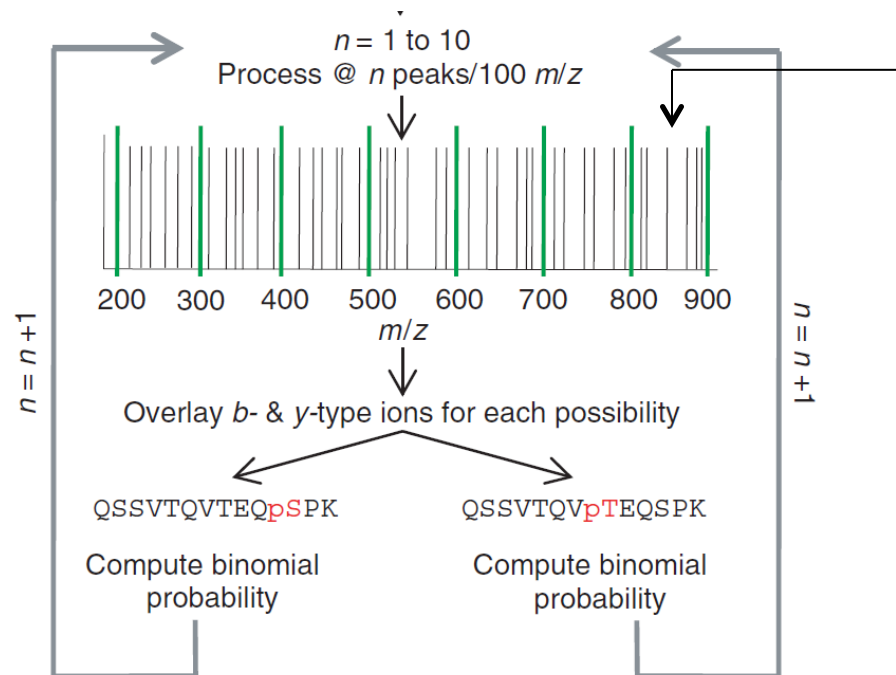 n = 1 to 10
Process @ n peaks/100 m/z
200 300 400 500 600 700 800 900
m/z
n = n +1
n = n +1
Overlay b- & y-type ions for each possibility
QSSVTQVTEQpSPK QSSVTQVpTEQSPK
Compute binomial Compute binomial
probability probability